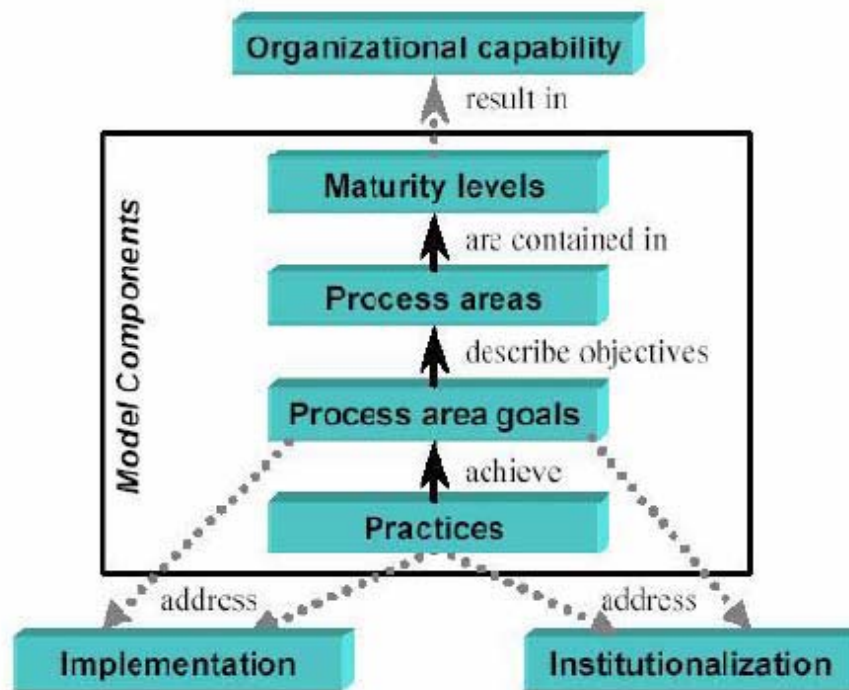 Organizational capability
result in
Maturity levels
are contained in
Process areas
describe objectives
Process area goals
achieve
Practices
Model Components
address
address
Implementation
Institutionalization